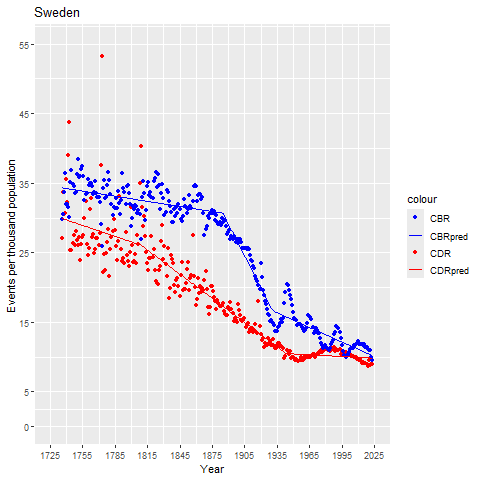 Sweden
Events per thousand population
55
45
35
25
15
5
0
1725 1755 1785 1815 1845 1875 1905 1935 1965 1995 2025
Year
colour
CBR
CBRpred
CDR
CDRpred